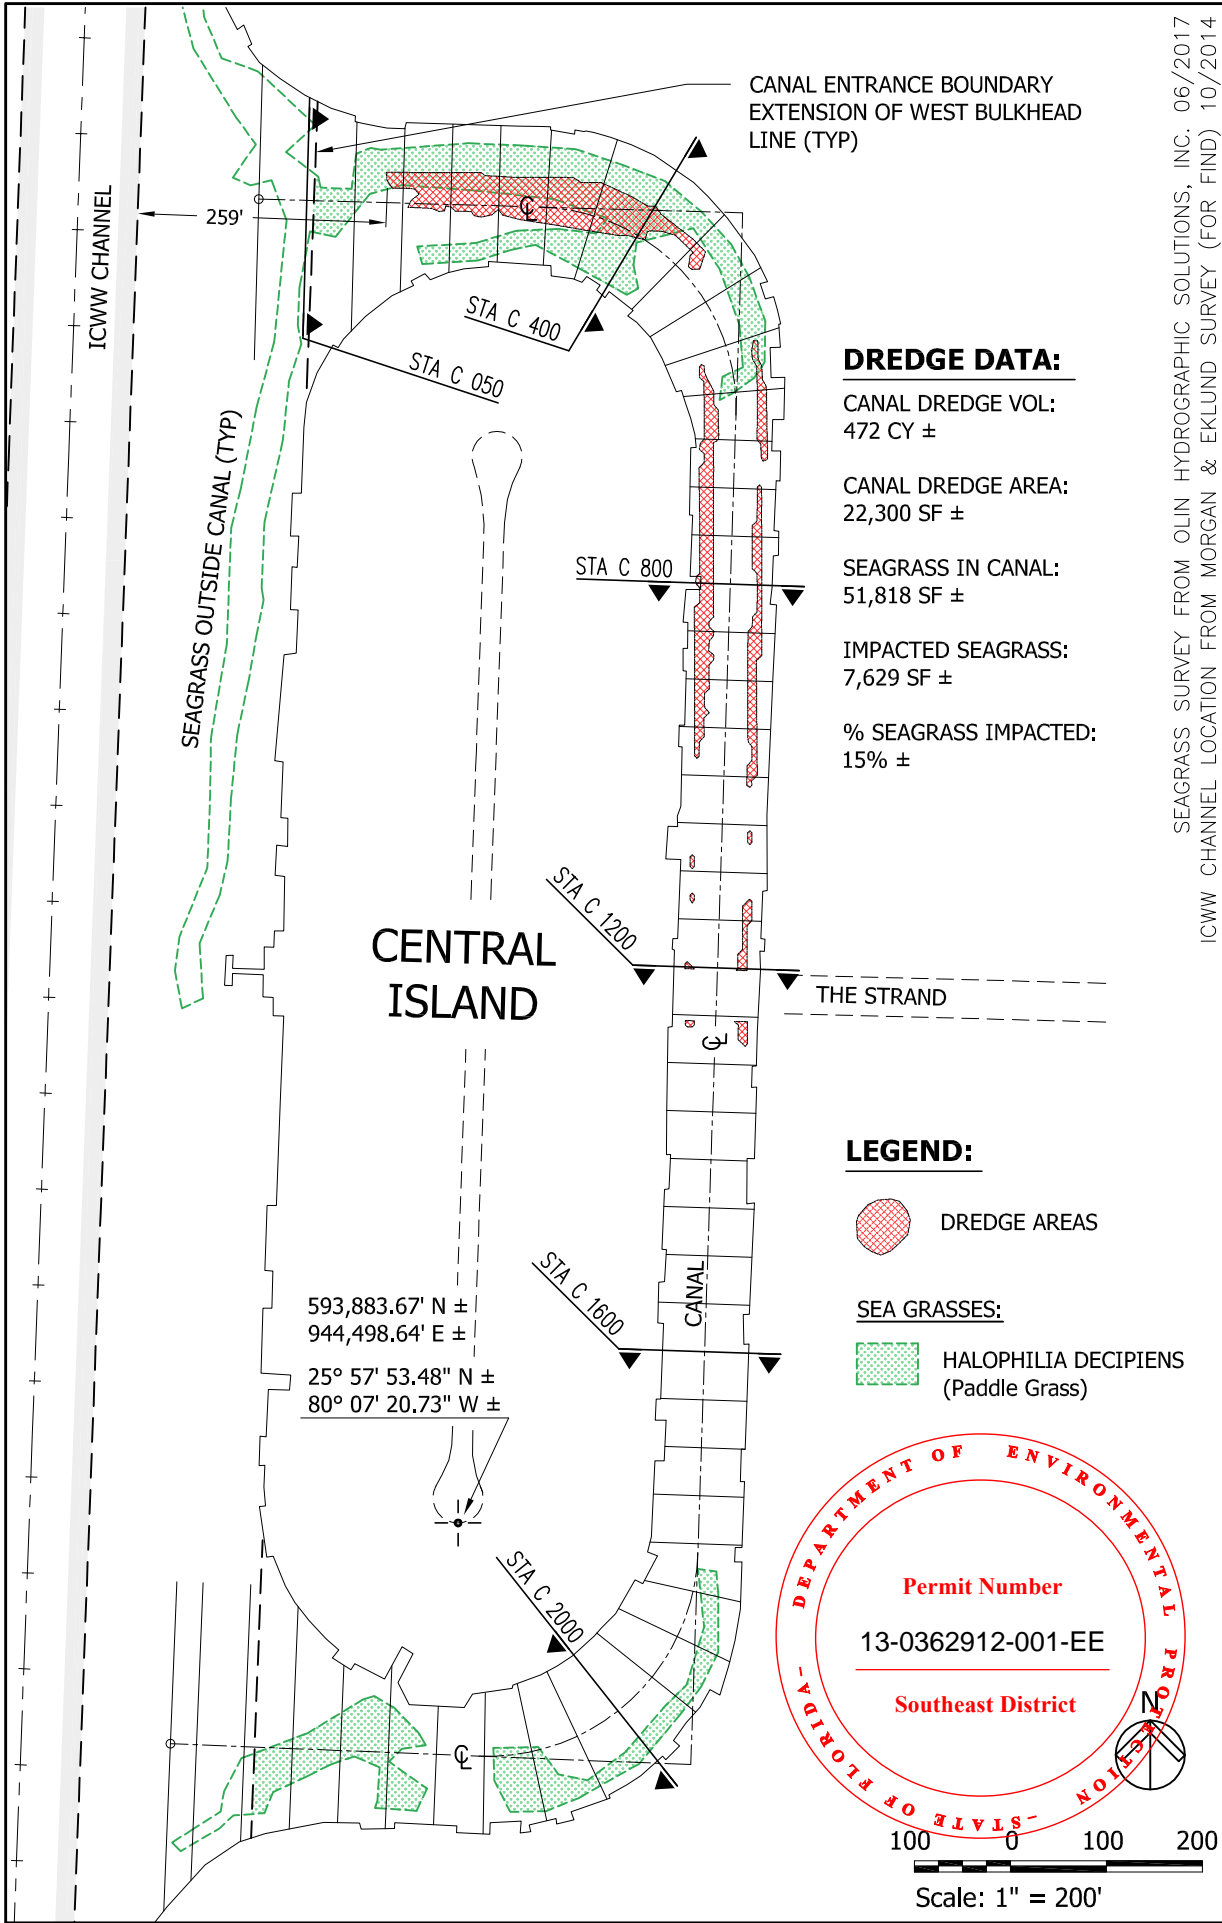 CANAL ENTRANCE BOUNDARY
EXTENSION OF WEST BULKHEAD
LINE (TYP)
SEAGRASS SURVEY FROM OLIN HYDROGRAPHIC SOLUTIONS, INC. 06/2017
ICWW CHANNEL LOCATION FROM MORGAN & EKLUND SURVEY (FOR FIND) 10/2014
ICWW CHANNEL
259'
CL
STA C 400
STA C 050
SEAGRASS OUTSIDE CANAL (TYP)
DREDGE DATA:
CANAL DREDGE VOL:
472 CY ±
CANAL DREDGE AREA:
22,300 SF ±
SEAGRASS IN CANAL:
51,818 SF ±
IMPACTED SEAGRASS:
7,629 SF ±
% SEAGRASS IMPACTED:
15% ±
STA C 800
STA C 1200
CENTRAL
ISLAND
THE STRAND
CL
LEGEND:
DREDGE AREAS
SEA GRASSES:
HALOPHILIA DECIPIENS
(Paddle Grass)
CANAL
STA C 1600
593,883.67' N ±
944,498.64' E ±
25° 57' 53.48" N ±
80° 07' 20.73" W ±
STA C 2000
CL
DEPARTMENT OF ENVIRONMENTAL PROTECTION
-STATE OF FLORIDA-
Permit Number
13-0362912-001-EE
Southeast District
N
100 0 100 200
Scale: 1" = 200'